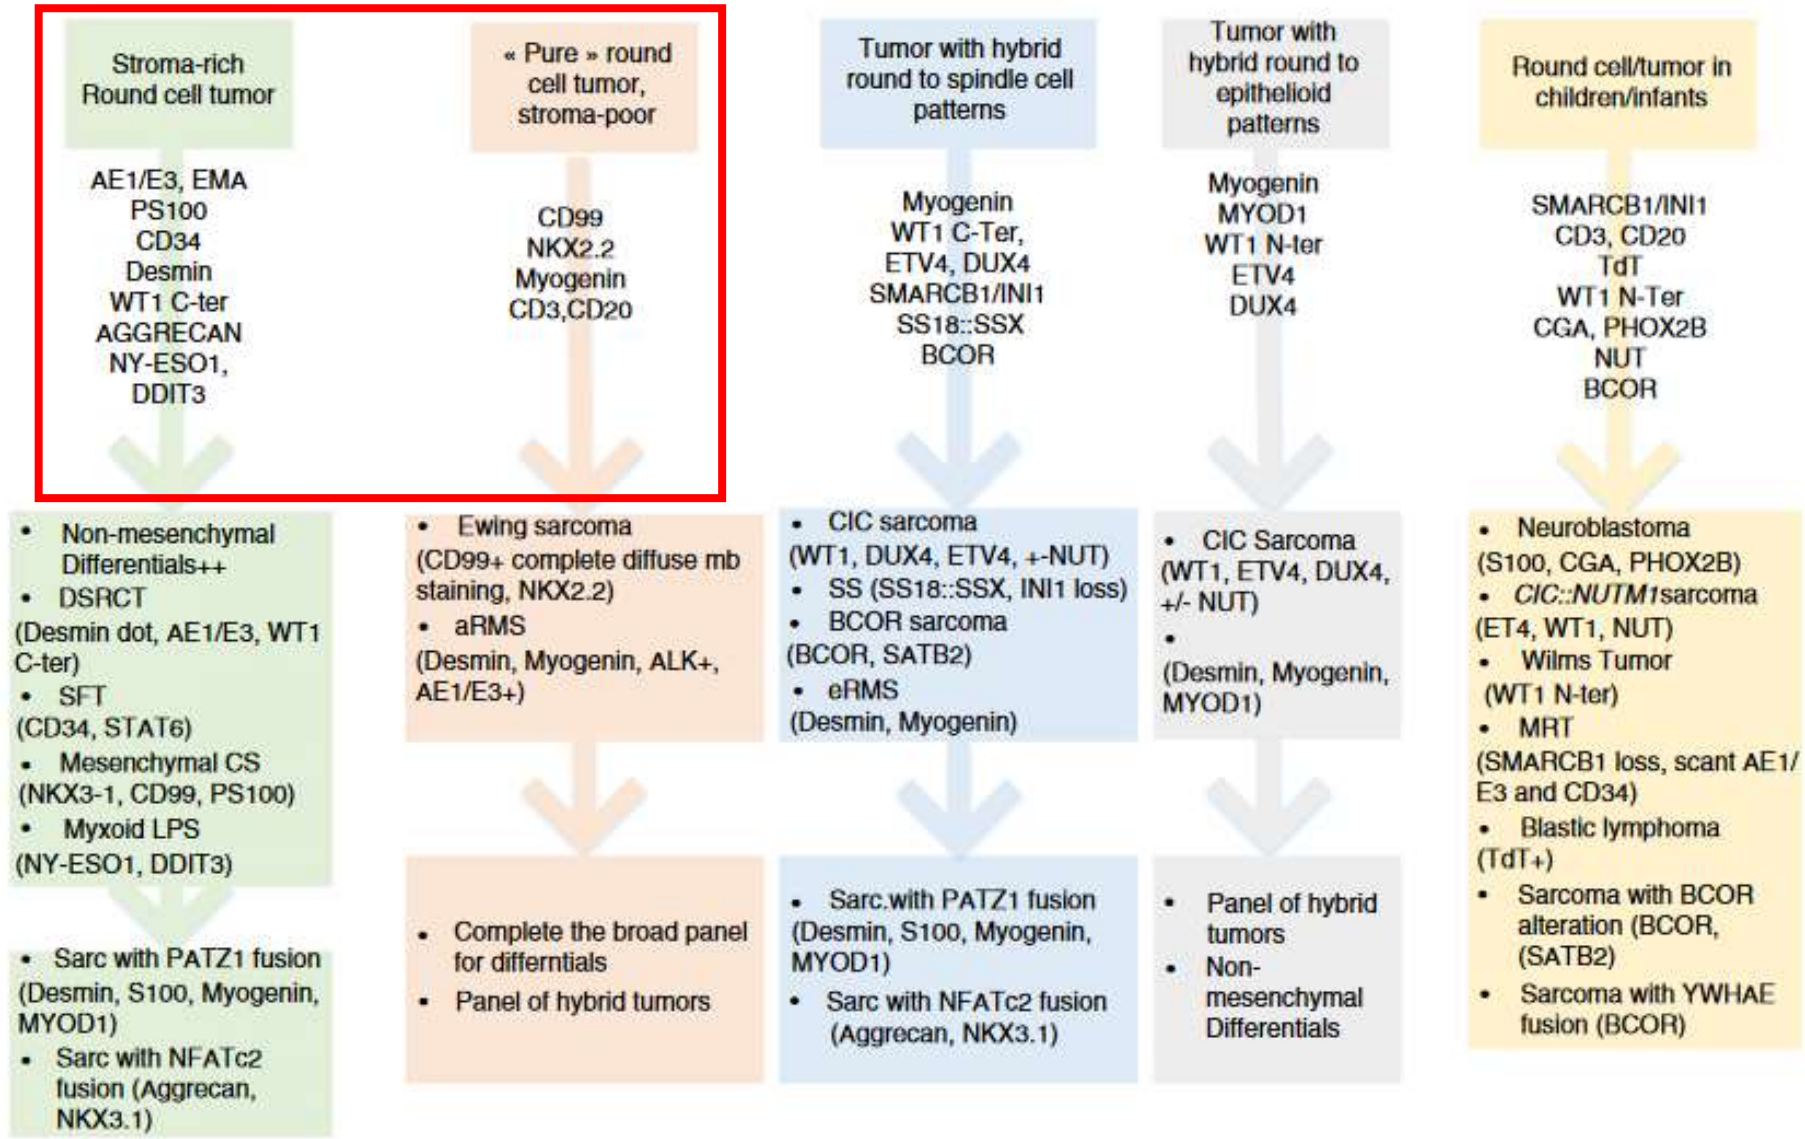 Stroma-rich
Round cell tumor
AE1/E3, EMA
PS100
CD34
Desmin
WT1 C-ter
AGGRECAN
NY-ESO1,
DDIT3
• Non-mesenchymal
Differentials++
• DSRCT
(Desmin dot, AE1/E3, WT1
C-ter)
• SFT
(CD34, STAT6)
• Mesenchymal CS
(NKX3-1, CD99, PS100)
• Myxoid LPS
(NY-ESO1, DDIT3)
• Sarc with PATZ1 fusion
(Desmin, S100, Myogenin,
MYOD1)
• Sarc with NFATc2
fusion (Aggrecan,
NKX3.1)
« Pure » round
cell tumor,
stroma-poor
CD99
NKX2.2
Myogenin
CD3,CD20
• Ewing sarcoma
(CD99+ complete diffuse mb
staining, NKX2.2)
• aRMS
(Desmin, Myogenin, ALK+,
AE1/E3+)
• Complete the broad panel
for differntials
• Panel of hybrid tumors
Tumor with hybrid
round to spindle cell
patterns
Myogenin
WT1 C-Ter,
ETV4, DUX4
SMARCB1/INI1
SS18::SSX
BCOR
• CIC sarcoma
(WT1, DUX4, ETV4, +-NUT)
• SS (SS18::SSX, INI1 loss)
• BCOR sarcoma
(BCOR, SATB2)
• eRMS
(Desmin, Myogenin)
• Sarc.with PATZ1 fusion
(Desmin, S100, Myogenin,
MYOD1)
• Sarc with NFATc2 fusion
(Aggrecan, NKX3.1)
Tumor with
hybrid round to
epithelioid
patterns
Myogenin
MYOD1
WT1 N-ter
ETV4
DUX4
• CIC Sarcoma
(WT1, ETV4, DUX4,
+/- NUT)
•
(Desmin, Myogenin,
MYOD1)
• Panel of hybrid
tumors
• Non-
mesenchymal
Differentials
Round cell/tumor in
children/infants
SMARCB1/INI1
CD3, CD20
TdT
WT1 N-Ter
CGA, PHOX2B
NUT
BCOR
• Neuroblastoma
(S100, CGA, PHOX2B)
• CIC::NUTM1sarcoma
(ET4, WT1, NUT)
• Wilms Tumor
(WT1 N-ter)
• MRT
(SMARCB1 loss, scant AE1/
E3 and CD34)
• Blastic lymphoma
(TdT+)
• Sarcoma with BCOR
alteration (BCOR,
(SATB2)
• Sarcoma with YWHAE
fusion (BCOR)